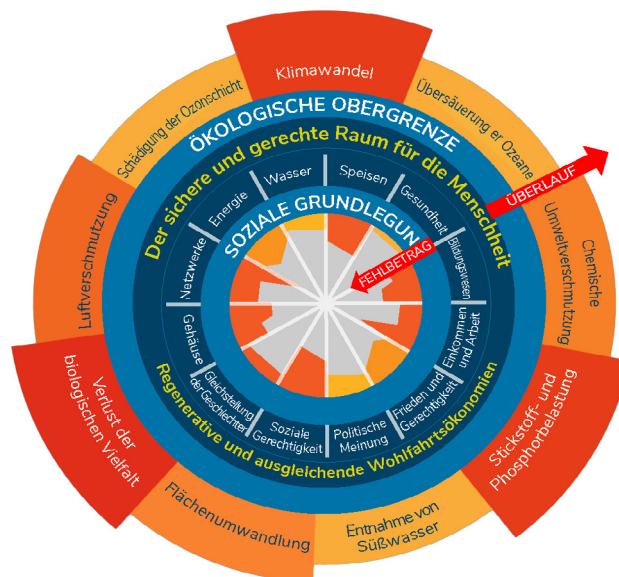 Klimawandel
Übersäuerung er Ozeane
Chemische
Umweltverschmutzung
Stickstoff- und
Phosphorbelastung
Entnahme von
Süßwasser
Flächenumwandlung
Verlust der
biologischen Vielfalt
Luftverschmutzung
Schädigung der Ozonschicht
ÖKOLOGISCHE OBERGRENZE
Der sichere und gerechte Raum für die Menschheit
ÜBERLAUF
Wasser
Speisen
Gesundheit
Bildungswesen
Einkommen
und Arbeit
Frieden und
Gerechtigkeit
Politische
Meinung
Soziale
Gerechtigkeit
Gleichstellung
der Geschlechter
Gehäuse
Netzwerke
Energie
SOZIALE GRUNDLEGUN
FEHLBETRAG
Regenerative und ausgleichende Wohlfahrtsökonomien